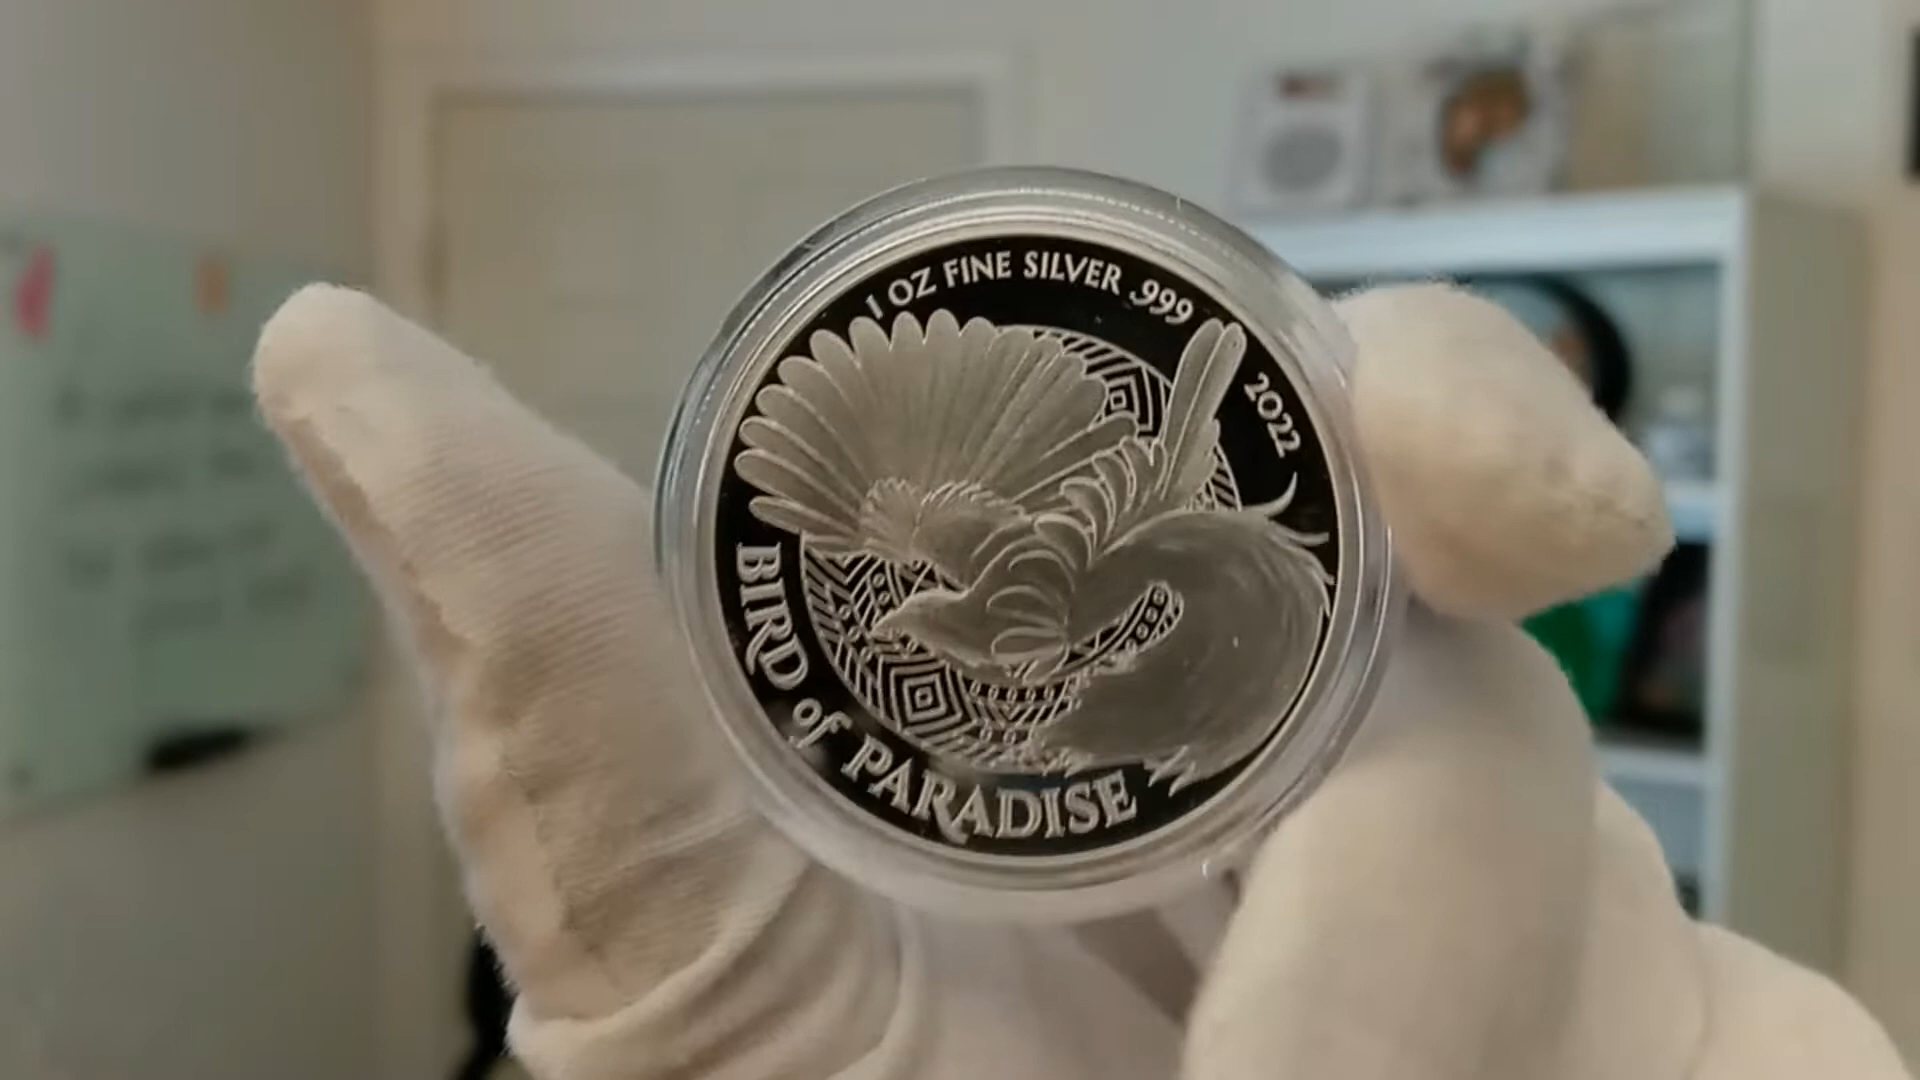 1 OZ FINE SILVER .999
2022
BIRD of PARADISE